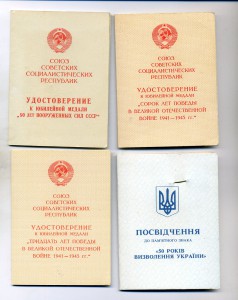 СОЮЗ
СОВЕТСКИХ
СОЦИАЛИСТИЧЕСКИХ
РЕСПУБЛИК
УДОСТОВЕРЕНИЕ
К ЮБИЛЕЙНОЙ МЕДАЛИ
"50 ЛЕТ ВООРУЖЕННЫХ СИЛ СССР"
СОЮЗ
СОВЕТСКИХ
СОЦИАЛИСТИЧЕСКИХ
РЕСПУБЛИК
УДОСТОВЕРЕНИЕ
К ЮБИЛЕЙНОЙ МЕДАЛИ
"СОРОК ЛЕТ ПОБЕДЫ
В ВЕЛИКОЙ ОТЕЧЕСТВЕННОЙ
ВОЙНЕ 1941—1945 гг."
СОЮЗ
СОВЕТСКИХ
СОЦИАЛИСТИЧЕСКИХ
РЕСПУБЛИК
УДОСТОВЕРЕНИЕ
К ЮБИЛЕЙНОЙ МЕДАЛИ
"ТРИДЦАТЬ ЛЕТ ПОБЕДЫ
В ВЕЛИКОЙ ОТЕЧЕСТВЕННОЙ
ВОЙНЕ 1941—1945 гг."
ПОСВІДЧЕННЯ
ДО ПАМ'ЯТНОГО ЗНАКА
«50 РОКІВ
ВИЗВОЛЕННЯ УКРАЇНИ»